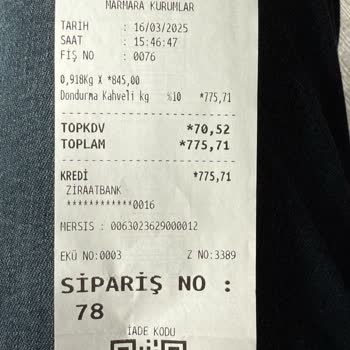 MARMARA KURUMLAR
TARİH : 16/03/2025
SAAT : 15:46:47
FİŞ NO : 0076
0,918Kg X *845,00
Dondurma Kahveli kg %10 *775,71
TOPKDV *70,52
TOPLAM *775,71
KREDİ *775,71
ZİRAATBANK
************0016
MERSIS : 0063023629000012
EKÜ NO:0003 Z NO:3389
SİPARİŞ NO :
78
İADE KODU